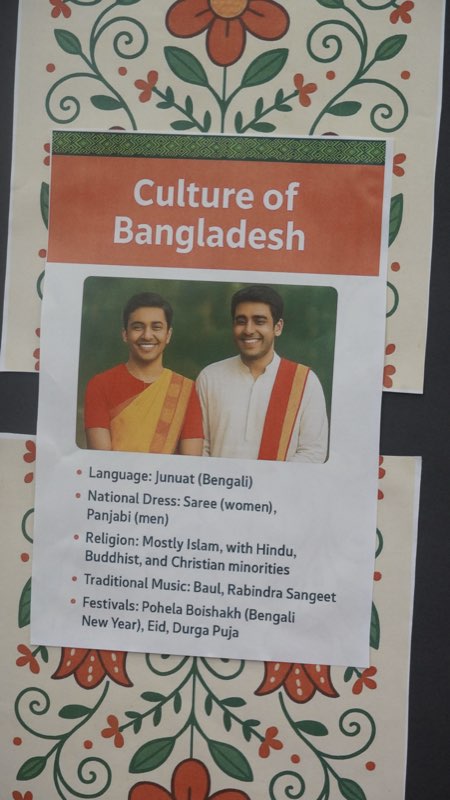 Culture of
Bangladesh
• Language: Junuat (Bengali)
• National Dress: Saree (women),
Panjabi (men)
• Religion: Mostly Islam, with Hindu,
Buddhist, and Christian minorities
• Traditional Music: Baul, Rabindra Sangeet
• Festivals: Pohela Boishakh (Bengali
New Year), Eid, Durga Puja